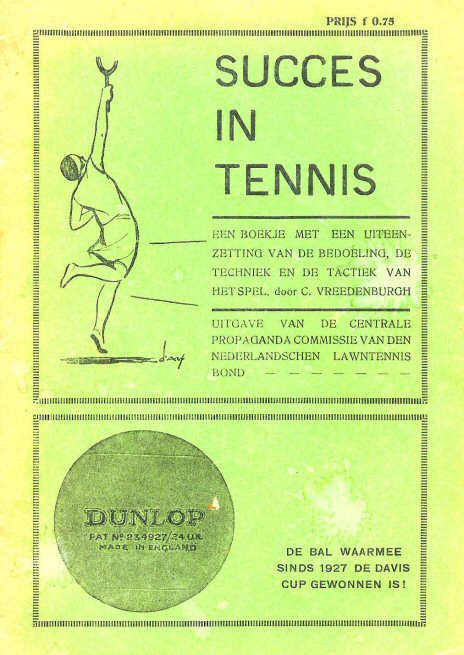 PRIJS f 0.75
SUCCES
IN
TENNIS
EEN BOEKJE MET EEN UITEEN-
ZETTING VAN DE BEDOELING, DE
TECHNIEK EN DE TACTIEK VAN
HET SPEL. door C. VREEDENBURGH
UITGAVE VAN DE CENTRALE
PROPAGANDA COMMISSIE VAN DEN
NEDERLANDSCHEN LAWNTENNIS
BOND — — — — — — —
DUNLOP
PAT Nº 234927/24 U.K.
MADE IN ENGLAND
DE BAL WAARMEE
SINDS 1927 DE DAVIS
CUP GEWONNEN IS!